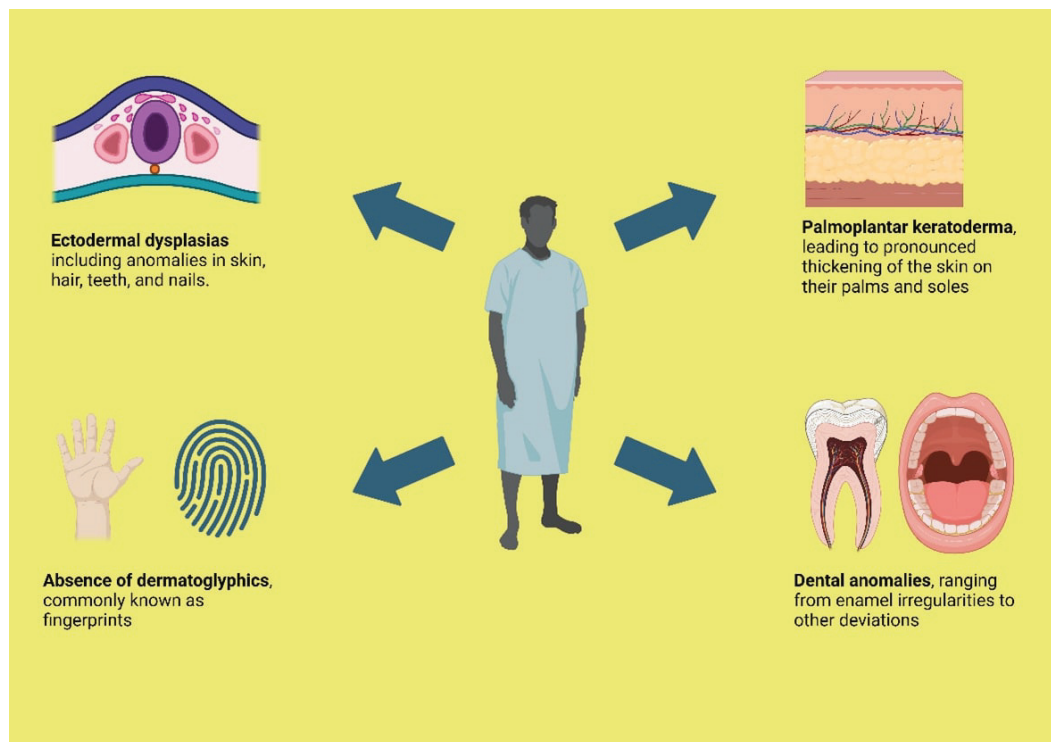 Ectodermal dysplasias
including anomalies in skin,
hair, teeth, and nails.
Palmoplantar keratoderma,
leading to pronounced
thickening of the skin on
their palms and soles
Absence of dermatoglyphics,
commonly known as
fingerprints
Dental anomalies, ranging
from enamel irregularities to
other deviations